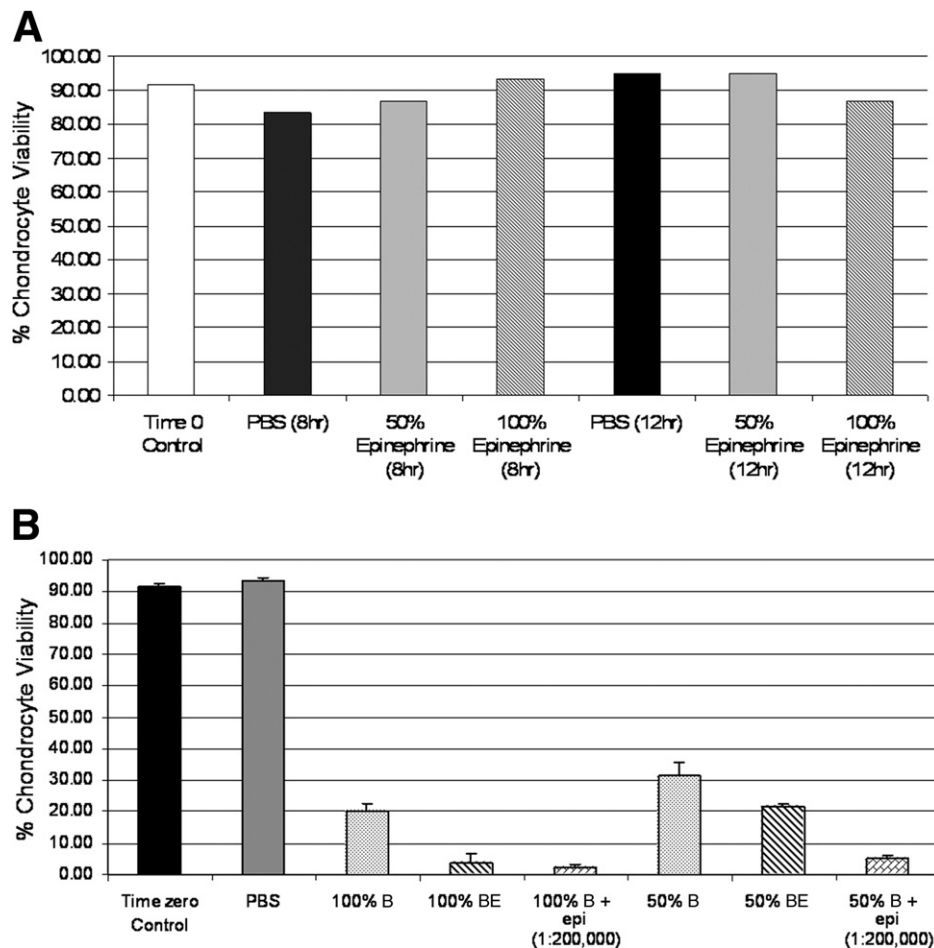 A
% Chondrocyte Viability
100.00
90.00
80.00
70.00
60.00
50.00
40.00
30.00
20.00
10.00
0.00
Time 0
Control
PBS (8hr)
50%
Epinephrine
(8hr)
100%
Epinephrine
(8hr)
PBS (12hr)
50%
Epinephrine
(12hr)
100%
Epinephrine
(12hr)
B
% Chondrocyte Viability
100.00
90.00
80.00
70.00
60.00
50.00
40.00
30.00
20.00
10.00
0.00
Time zero
Control
PBS
100% B
100% BE
100% B +
epi
(1:200,000)
50% B
50% BE
50% B +
epi
(1:200,000)